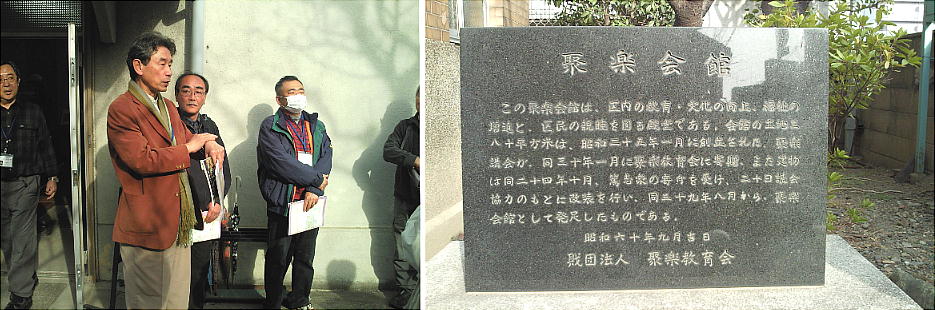 聚楽会館
この聚楽会館は、区内の教育・文化の向上、福祉の
増進と、区民の親睦を図る殿堂である。会館の土地三
八十平方米は、昭和三十五年一月に創立された、聚楽
議会が、同三十年一月に聚楽教育会に寄贈、また建物
は同二十四年十月、篤志家の寄付を受け、二十日議会
協力のもとに改装を行い、同三十九年八月から、聚楽
会館として発足したものである。
昭和六十年九月吉日
財団法人 聚楽教育会